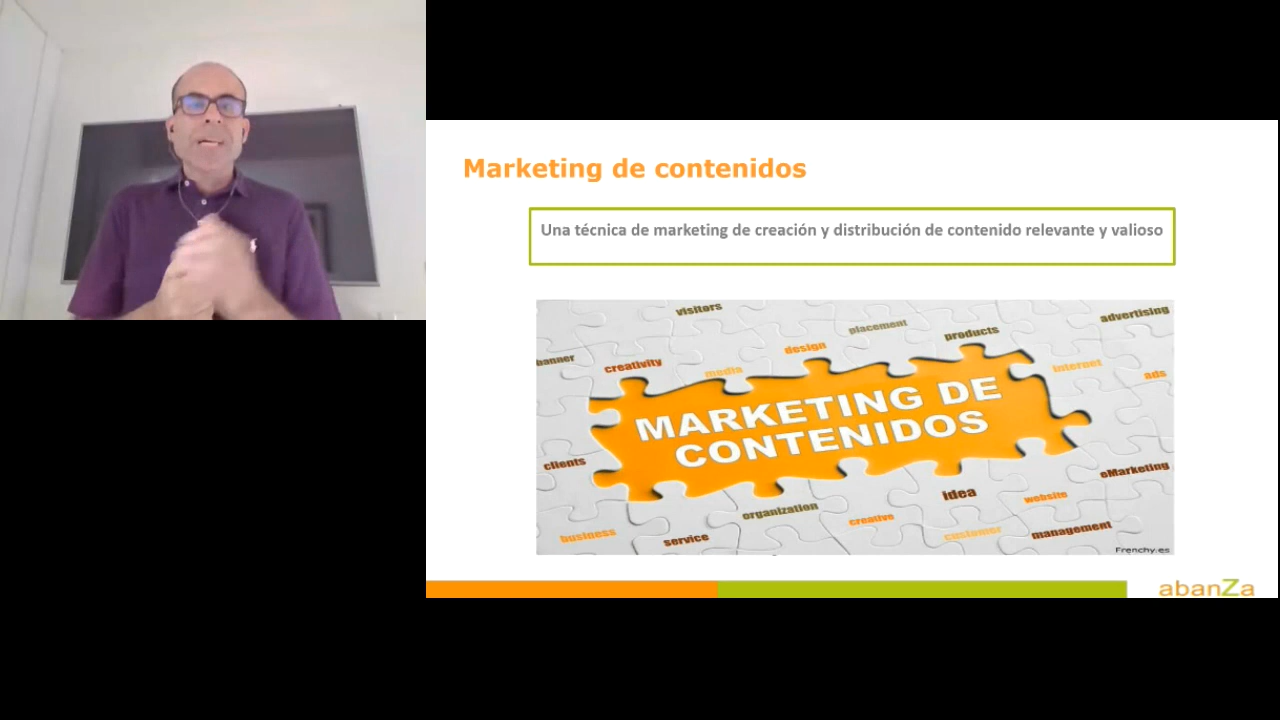 Marketing de contenidos
Una técnica de marketing de creación y distribución de contenido relevante y valioso
visitors
advertising
placement
products
design
banner
creativity
media
internet
ads
MARKETING DE
CONTENIDOS
clients
eMarketing
idea
website
organization
creative
customer
management
business
service
Frenchy.es
abanZa